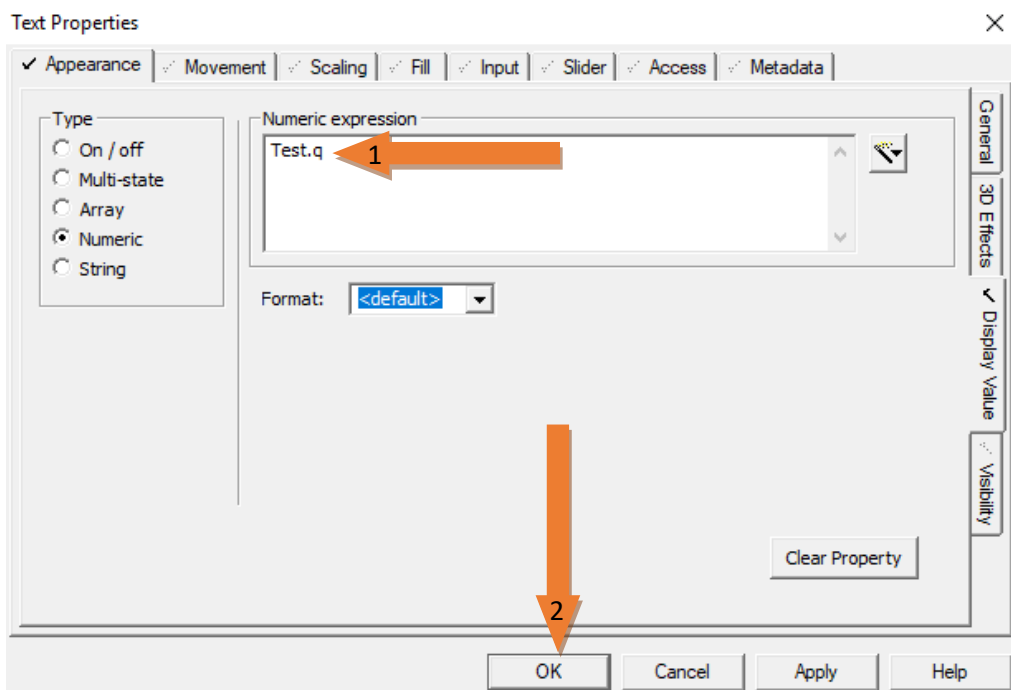 Text Properties
Appearance Movement Scaling Fill Input Slider Access Metadata
Type
On / off
Multi-state
Array
Numeric
String
Numeric expression
Test.q
1
Format: <default>
General
3D Effects
Display Value
Visibility
Clear Property
2
OK Cancel Apply Help